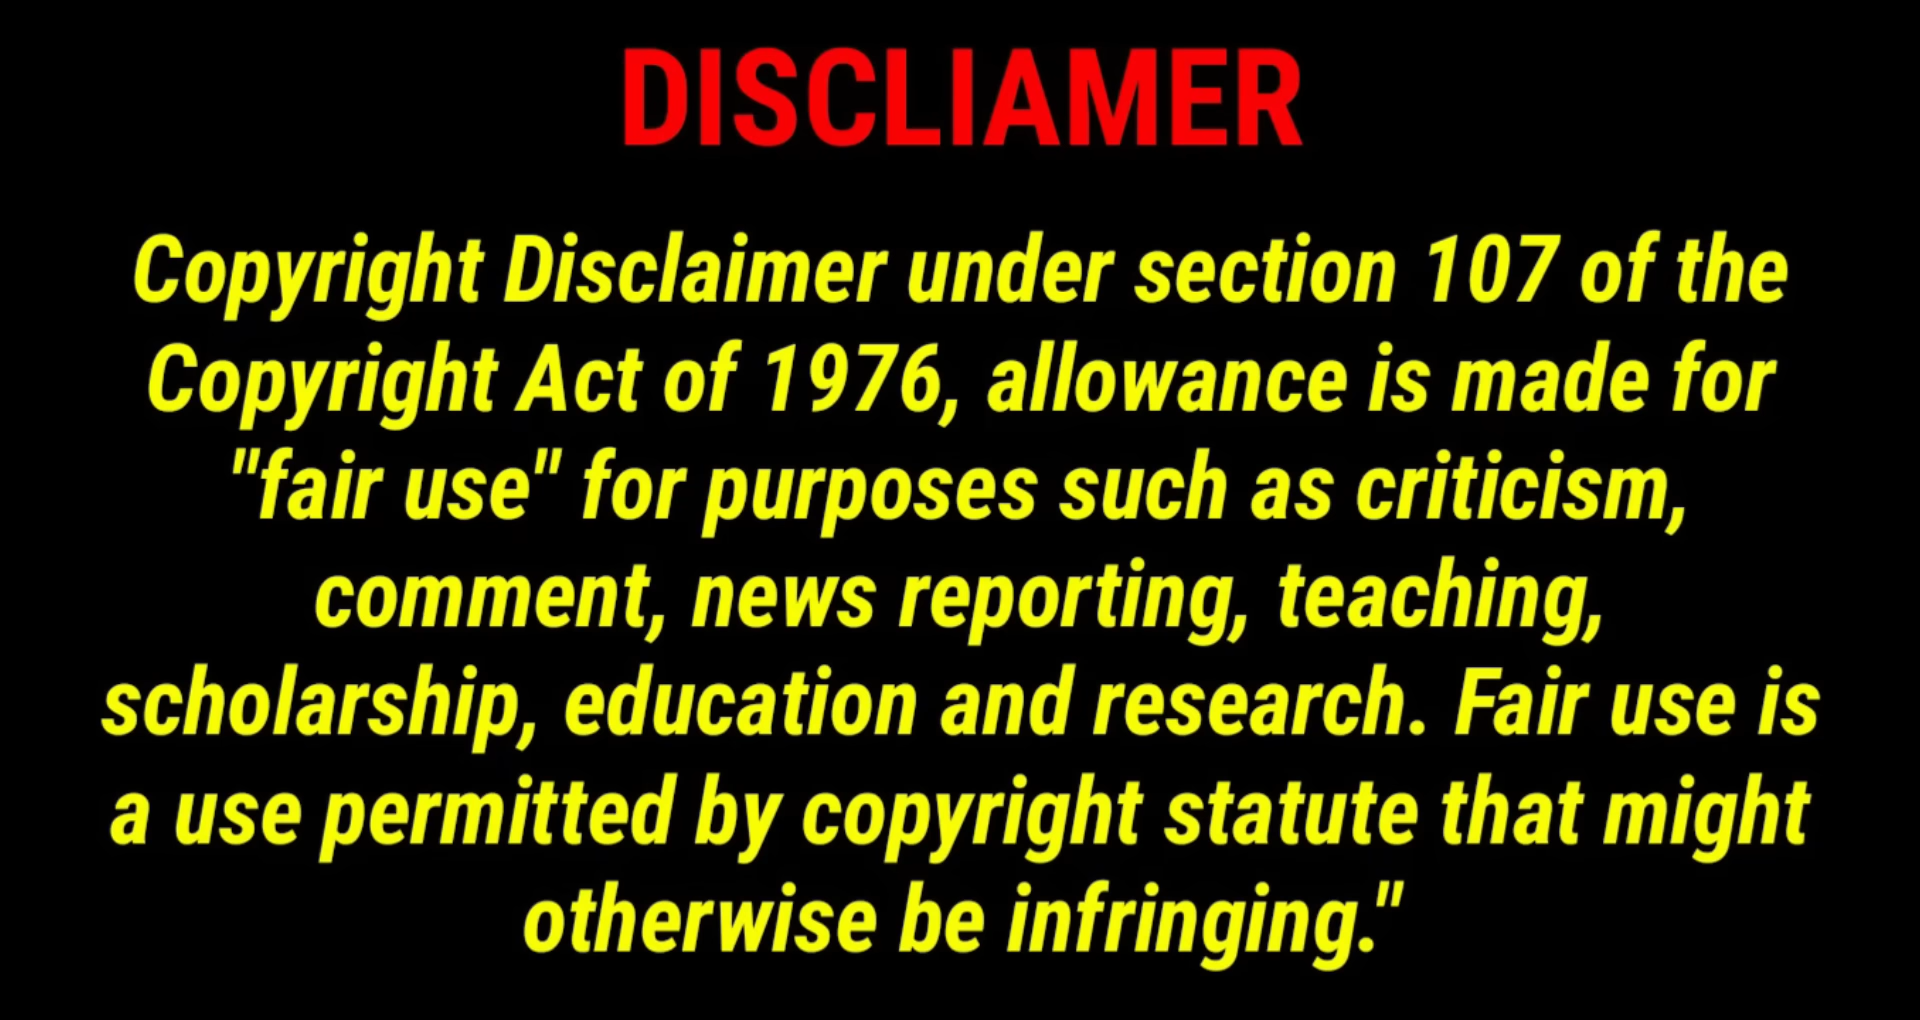 DISCLIAMER
Copyright Disclaimer under section 107 of the
Copyright Act of 1976, allowance is made for
"fair use" for purposes such as criticism,
comment, news reporting, teaching,
scholarship, education and research. Fair use is
a use permitted by copyright statute that might
otherwise be infringing."